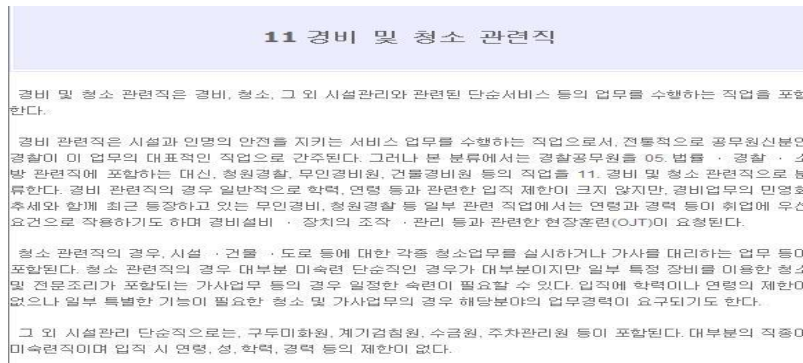 11 경비 및 청소 관련직
경비 및 청소 관련직은 경비, 청소, 그 외 시설관리와 관련된 단순서비스 등의 업무를 수행하는 직업을 포함
한다.
경비 관련직은 시설과 인명의 안전을 지키는 서비스 업무를 수행하는 직업으로서, 전통적으로 공무원신분인
경찰이 이 업무의 대표적인 직업으로 간주된다. 그러나 본 분류에서는 경찰공무원을 05. 법률 · 경찰 · 소
방 관련직에 포함하는 대신, 청원경찰, 무인경비원, 건물경비원 등의 직업을 11. 경비 및 청소 관련직으로 분
류한다. 경비 관련직의 경우 일반적으로 학력, 연령 등과 관련한 입직 제한이 크지 않지만, 경비업무의 민영화
추세와 함께 최근 등장하고 있는 무인경비, 청원경찰 등 일부 관련 직업에서는 연령과 경력 등이 취업에 우선
요건으로 작용하기도 하며 경비설비 · 장치의 조작 · 관리 등과 관련한 현장훈련(OJT)이 요청된다.
청소 관련직의 경우, 시설 · 건물 · 도로 등에 대한 각종 청소업무를 실시하거나 가사를 대리하는 업무 등이
포함된다. 청소 관련직의 경우 대부분 미숙련 단순직인 경우가 대부분이지만 일부 특정 장비를 이용한 청소
및 전문조리가 포함되는 가사업무 등의 경우 일정한 숙련이 필요할 수 있다. 입직에 학력이나 연령의 제한이
없으나 일부 특별한 기능이 필요한 청소 및 가사업무의 경우 해당분야의 업무경력이 요구되기도 한다.
그 외 시설관리 단순직으로는, 구두미화원, 계기검침원, 수금원, 주차관리원 등이 포함된다. 대부분의 직종이
미숙련직이며 입직 시 연령, 성, 학력, 경력 등의 제한이 없다.